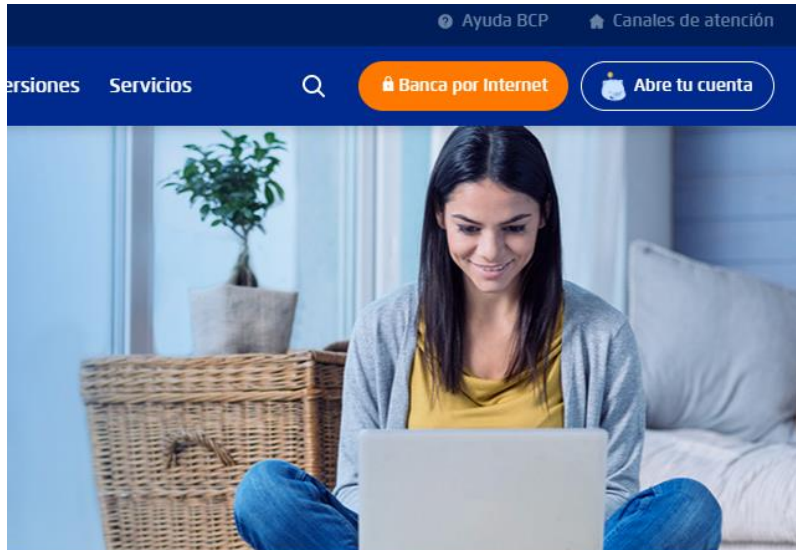 Ayuda BCP Canales de atención
ersiones Servicios Banca por Internet Abre tu cuenta